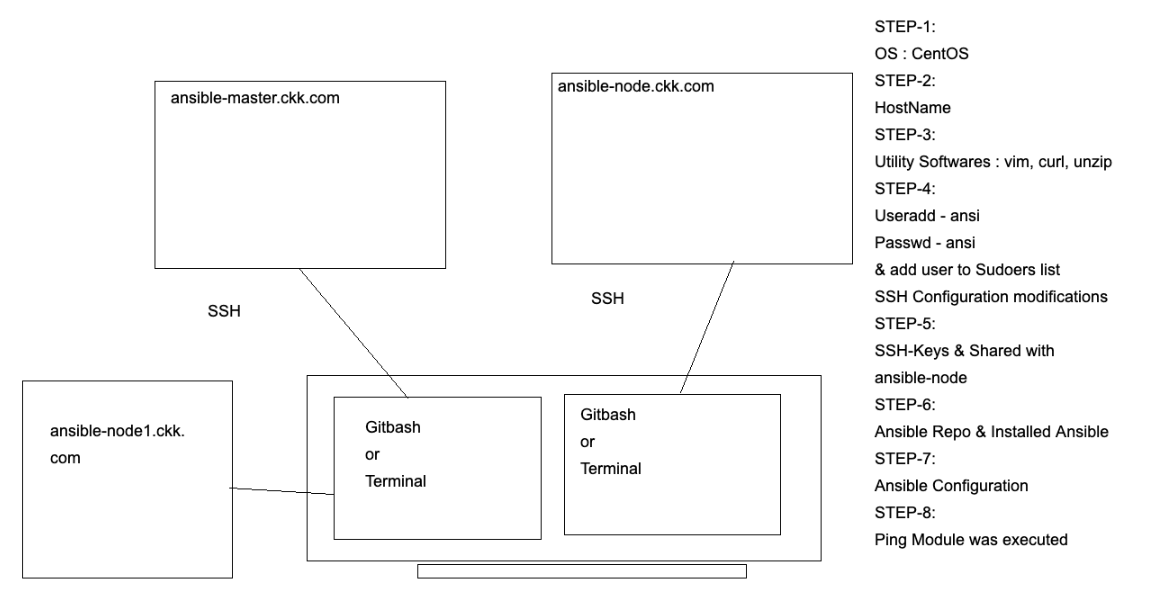 ansible-master.ckk.com
ansible-node.ckk.com
SSH
SSH
ansible-node1.ckk.
com
Gitbash
or
Terminal
Gitbash
or
Terminal
STEP-1:
OS : CentOS
STEP-2:
HostName
STEP-3:
Utility Softwares : vim, curl, unzip
STEP-4:
Useradd - ansi
Passwd - ansi
& add user to Sudoers list
SSH Configuration modifications
STEP-5:
SSH-Keys & Shared with
ansible-node
STEP-6:
Ansible Repo & Installed Ansible
STEP-7:
Ansible Configuration
STEP-8:
Ping Module was executed